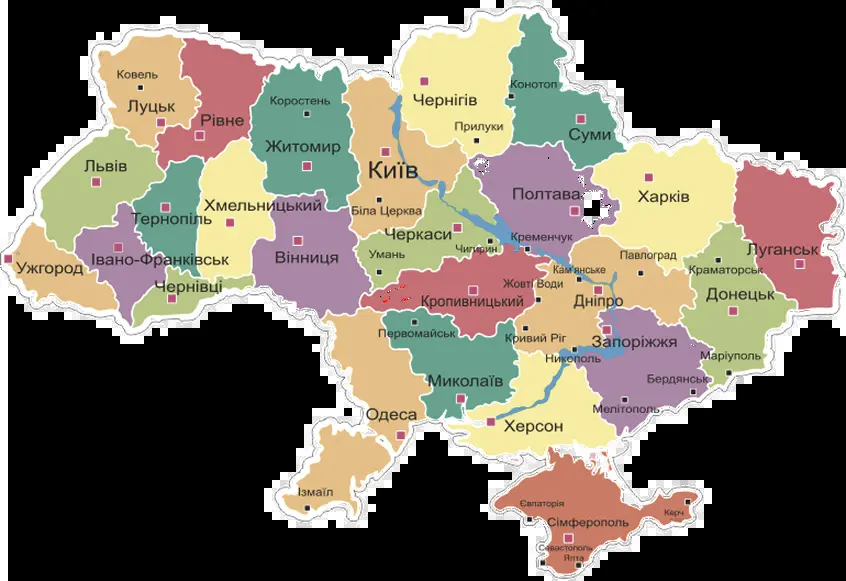 Ковель
Луцьк
Рівне
Коростень
Житомир
Київ
Чернігів
Прилуки
Конотоп
Суми
Львів
Тернопіль
Хмельницький
Біла Церква
Полтава
Харків
Ужгород
Івано-Франківськ
Чернівці
Вінниця
Черкаси
Умань
Чигирин
Кременчук
Кам'янське
Павлоград
Краматорськ
Луганськ
Жовті Води
Кропивницький
Дніпро
Донецьк
Первомайськ
Кривий Ріг
Запоріжжя
Нікополь
Маріуполь
Миколаїв
Бердянськ
Мелітополь
Одеса
Херсон
Ізмаїл
Євпаторія
Сімферополь
Керч
Севастополь
Ялта